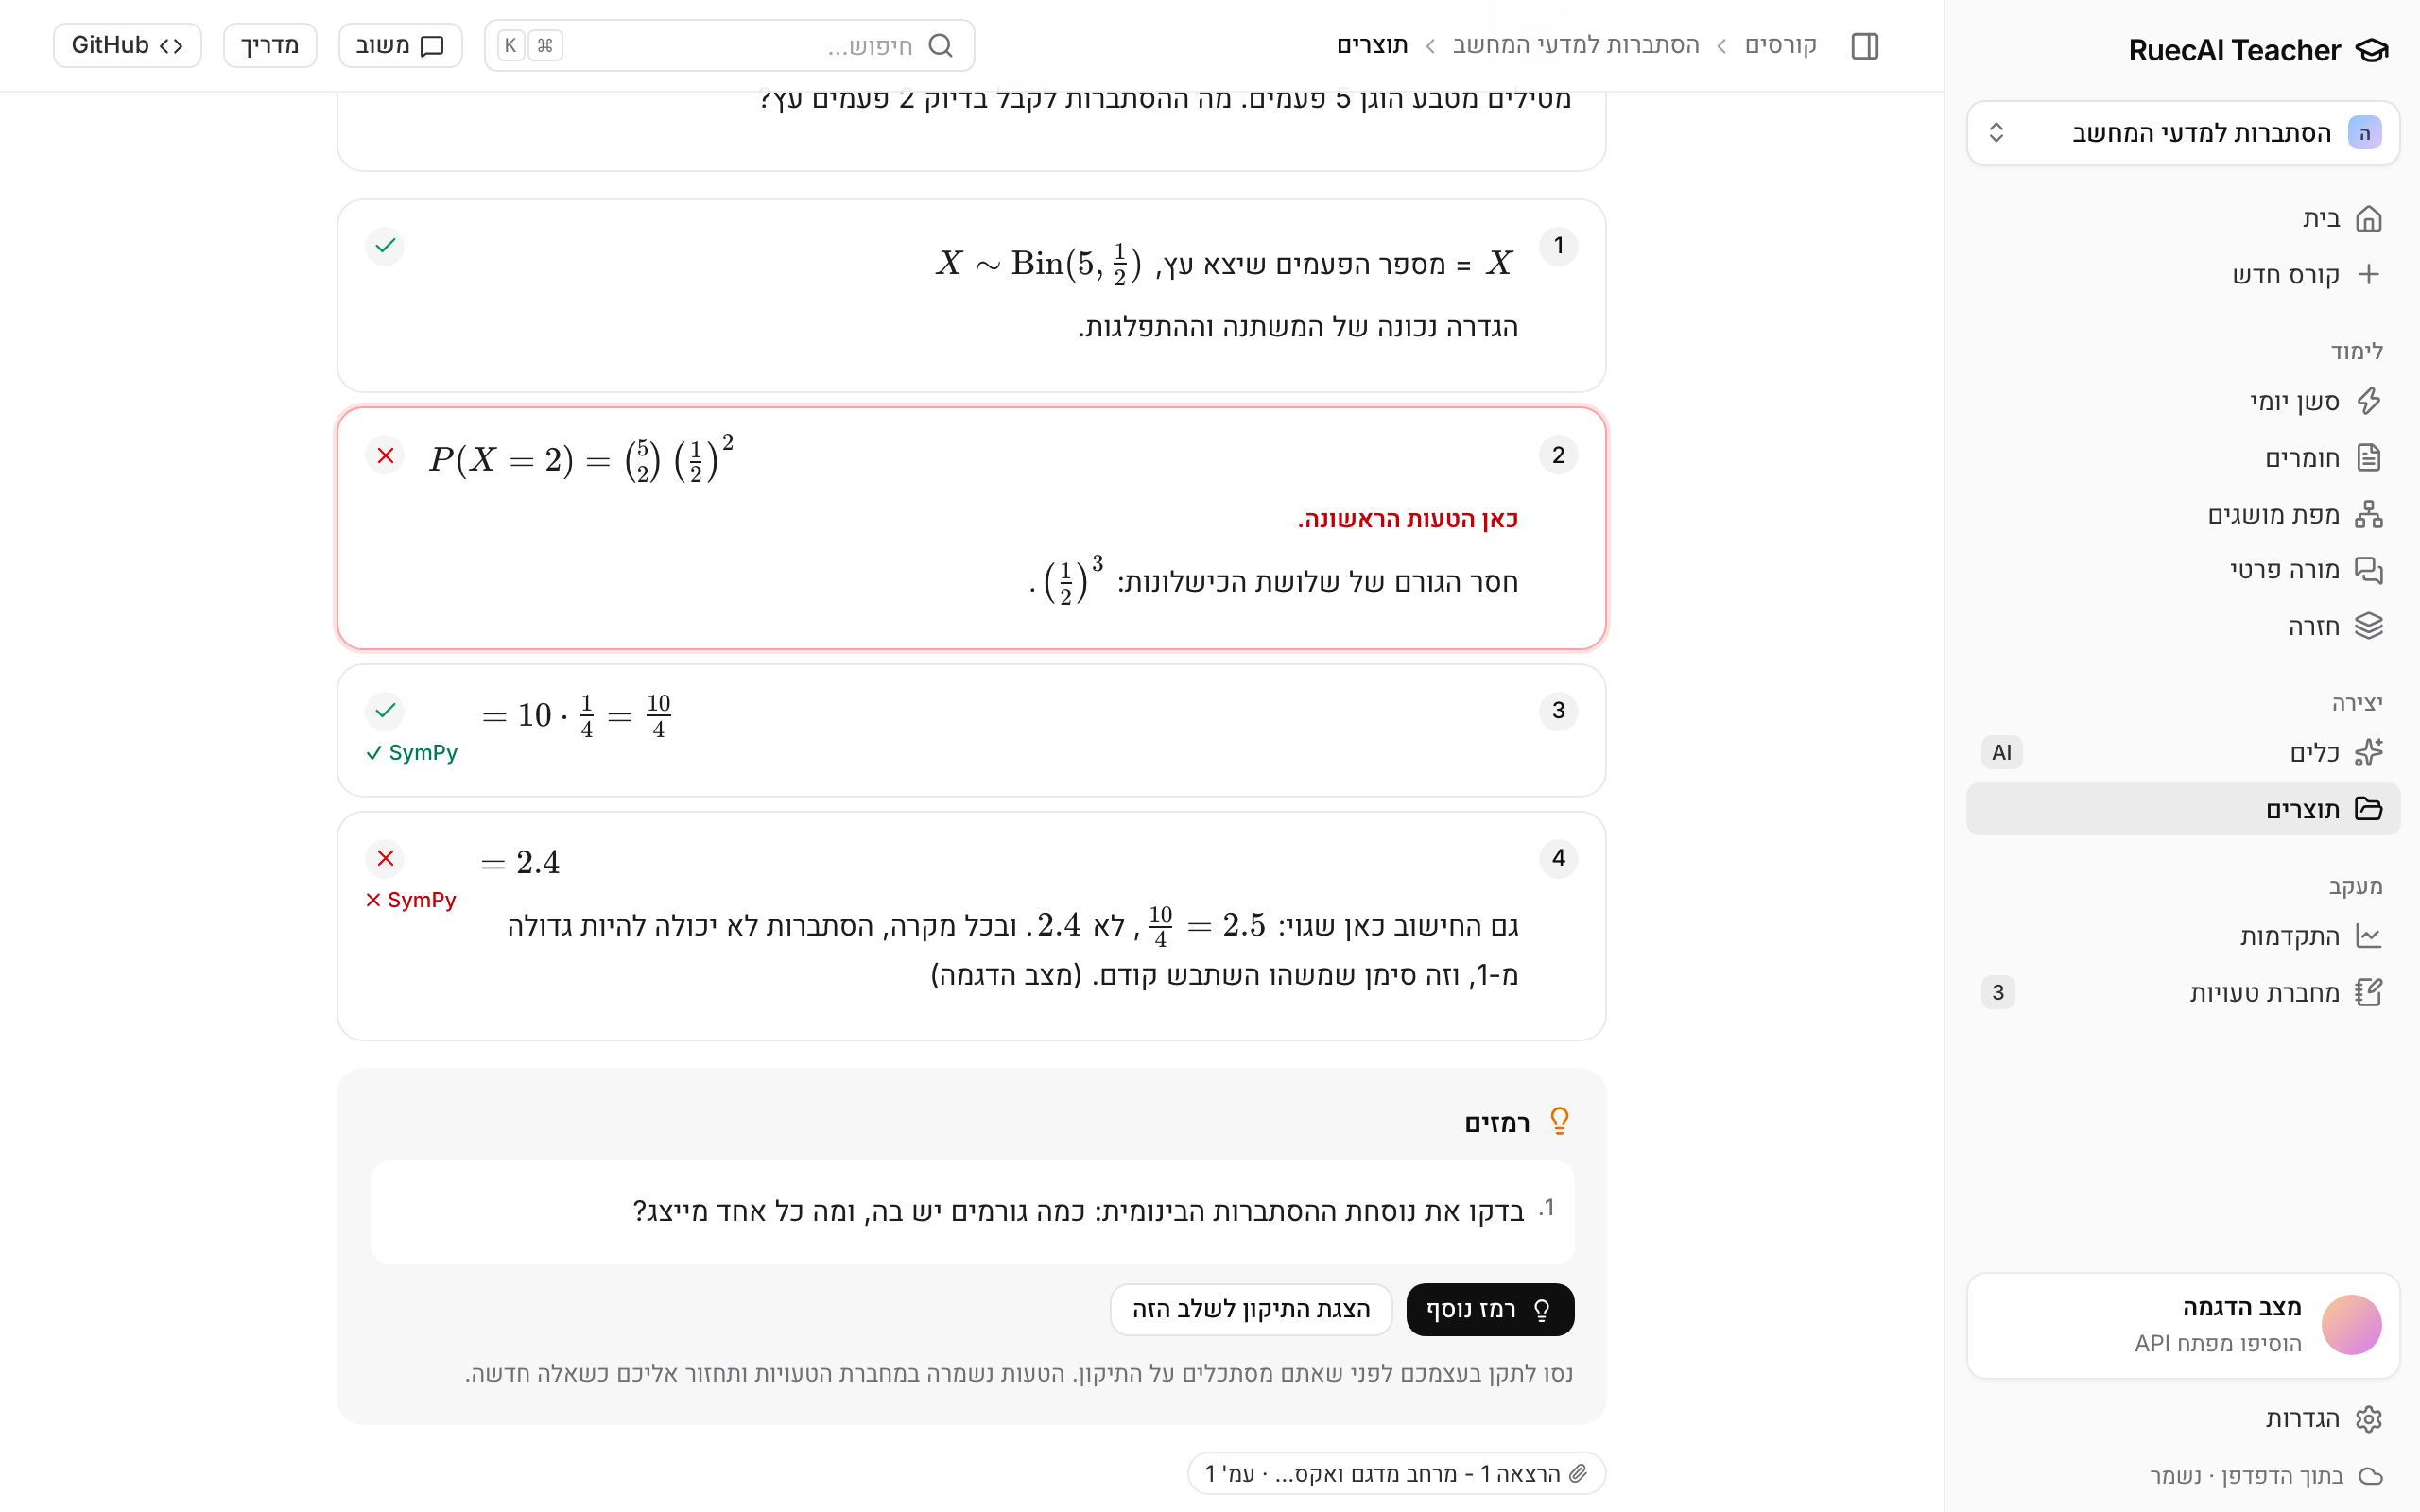 RuecAI Teacher
ה הסתברות למדעי המחשב
בית
קורס חדש
לימוד
סשן יומי
חומרים
מפת מושגים
מורה פרטי
חזרה
יצירה
כלים AI
תוצרים
מעקב
התקדמות
מחברת טעויות 3
מצב הדגמה
הוסיפו מפתח API
הגדרות
בתוך הדפדפן · נשמר
קורסים › הסתברות למדעי המחשב › תוצרים
חיפוש... ⌘ K
משוב
מדריך
GitHub
מטילים מטבע הוגן 5 פעמים. מה ההסתברות לקבל בדיוק 2 פעמים עץ?
1
X = מספר הפעמים שיצא עץ, X ∼ Bin(5, 1/2)
הגדרה נכונה של המשתנה וההתפלגות.
2
P(X = 2) = (5 2) (1/2)^2
כאן הטעות הראשונה.
חסר הגורם של שלושת הכישלונות: (1/2)^3.
3
= 10 · 1/4 = 10/4
✓ SymPy
4
= 2.4
✕ SymPy
גם החישוב כאן שגוי: 10/4 = 2.5, לא 2.4. ובכל מקרה, הסתברות לא יכולה להיות גדולה
מ-1, וזה סימן שמשהו השתבש קודם. (מצב הדגמה)
רמזים
1. בדקו את נוסחת ההסתברות הבינומית: כמה גורמים יש בה, ומה כל אחד מייצג?
רמז נוסף
הצגת התיקון לשלב הזה
נסו לתקן בעצמכם לפני שאתם מסתכלים על התיקון. הטעות נשמרה במחברת הטעויות ותחזור אליכם כשאלה חדשה.
הרצאה 1 - מרחב מדגם ואקס... · עמ' 1